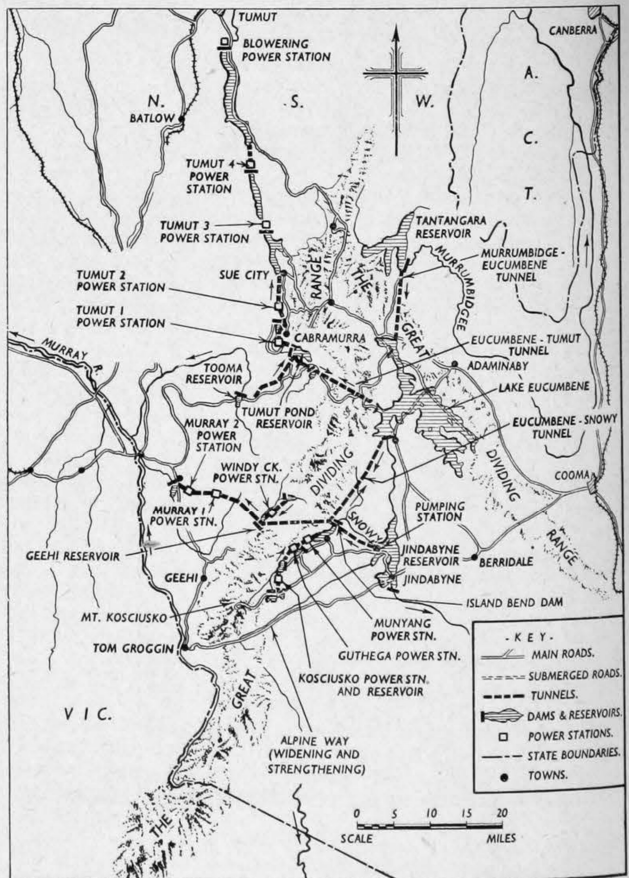 TUMUT
CANBERRA
BLOWERING
POWER STATION
N.
S.
W.
A.
C.
T.
BATLOW
TUMUT 4
POWER
STATION
TUMUT 3
POWER STATION
TANTANGARA
RESERVOIR
SUE CITY
RANGE
THE
MURRUMBIDGEE
MURRUMBIDGE-
EUCUMBENE
TUNNEL
TUMUT 2
POWER STATION
TUMUT 1
POWER STATION
GREAT
CABRAMURRA
EUCUMBENE - TUMUT
TUNNEL
MURRAY R.
ADAMINABY
TOOMA
RESERVOIR
LAKE EUCUMBENE
TUMUT POND
RESERVOIR
EUCUMBENE - SNOWY
TUNNEL
MURRAY 2
POWER
STATION
DIVIDING
DIVIDING
COOMA
WINDY CK.
POWER STN.
PUMPING
STATION
MURRAY 1
POWER STN.
SNOWY
RANGE
GEEHI RESERVOIR
JINDABYNE
RESERVOIR
BERRIDALE
GEEHI
JINDABYNE
ISLAND BEND DAM
MT. KOSCIUSKO
MUNYANG
POWER STN.
TOM GROGGIN
GUTHEGA POWER STN.
KOSCIUSKO POWER STN.
AND RESERVOIR
GREAT
VIC.
ALPINE WAY
(WIDENING AND
STRENGTHENING)
THE
- KEY -
MAIN ROADS.
SUBMERGED ROADS.
TUNNELS.
DAMS & RESERVOIRS.
POWER STATIONS.
STATE BOUNDARIES.
TOWNS.
0 5 10 15 20
SCALE MILES